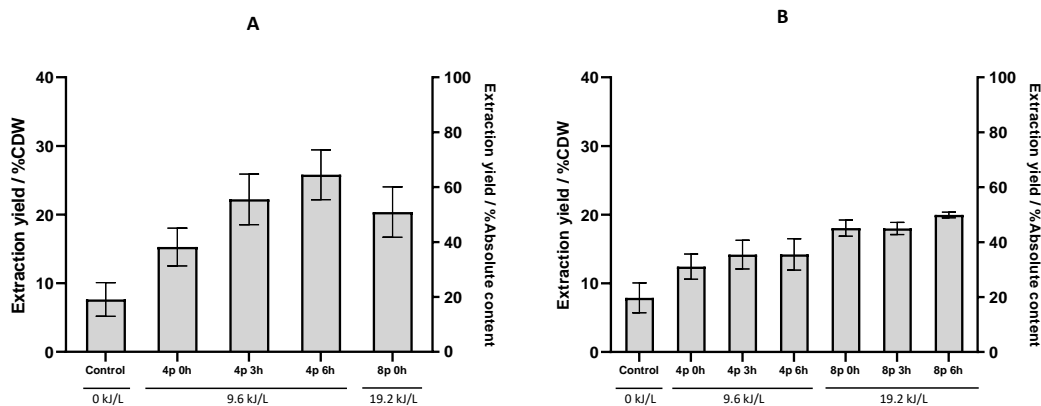 A
Extraction yield / %CDW
40
30
20
10
0
100
80
60
40
20
0
Extraction yield / %Absolute content
Control 4p 0h 4p 3h 4p 6h 8p 0h
0 kJ/L 9.6 kJ/L 19.2 kJ/L
B
Extraction yield / %CDW
40
30
20
10
0
100
80
60
40
20
0
Extraction yield / %Absolute content
Control 4p 0h 4p 3h 4p 6h 8p 0h 8p 3h 8p 6h
0 kJ/L 9.6 kJ/L 19.2 kJ/L